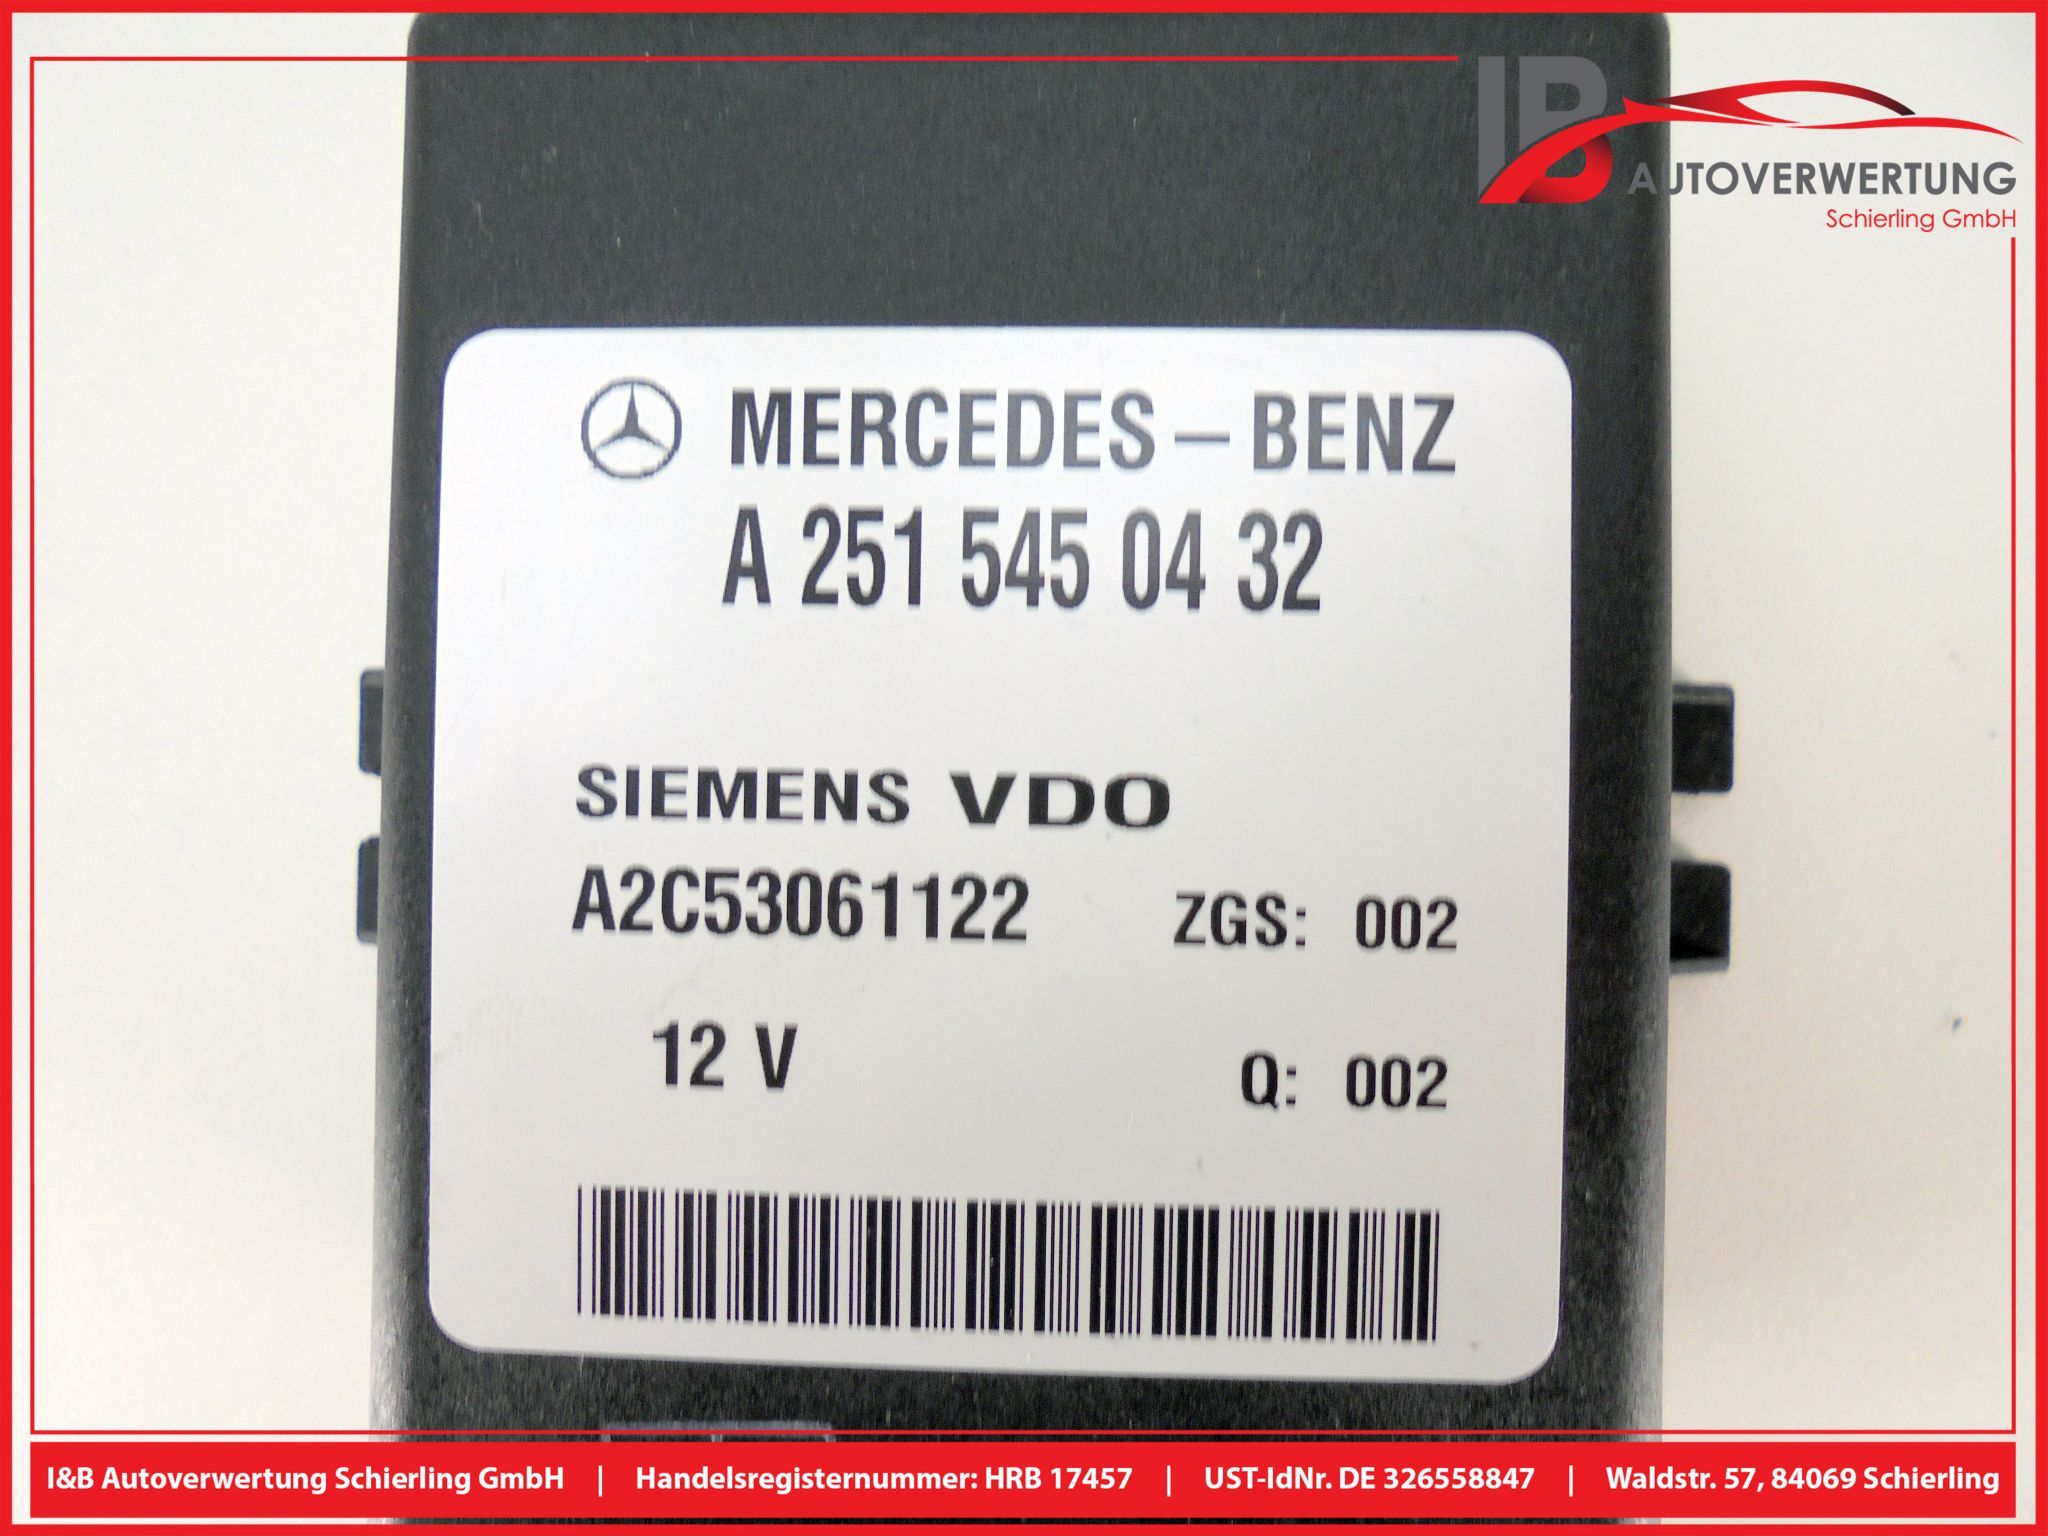 IB
AUTOVERWERTUNG
Schierling GmbH
MERCEDES–BENZ
A 251 545 04 32
SIEMENS VDO
A2C53061122 ZGS: 002
12 V Q: 002
I&B Autoverwertung Schierling GmbH | Handelsregisternummer: HRB 17457 | UST-IdNr. DE 326558847 | Waldstr. 57, 84069 Schierling